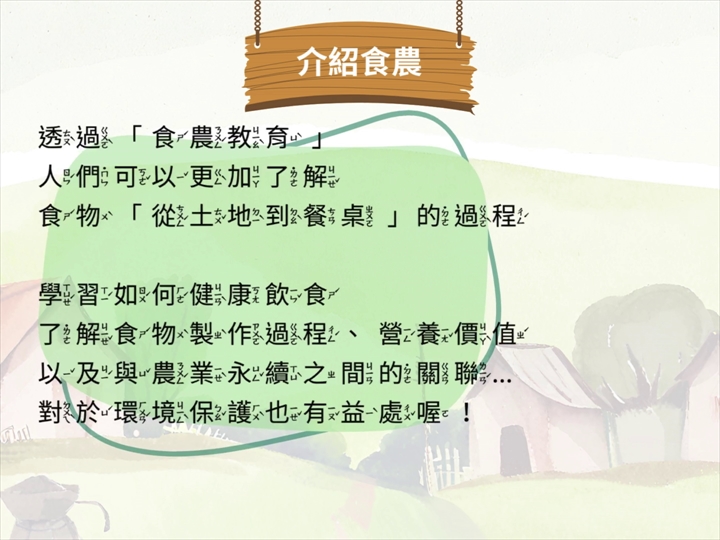 介紹食農
透過「食農教育」
人們可以更加了解
食物「從土地到餐桌」的過程
學習如何健康飲食
了解食物製作過程、營養價值
以及與農業永續之間的關聯...
對於環境保護也有益處喔！